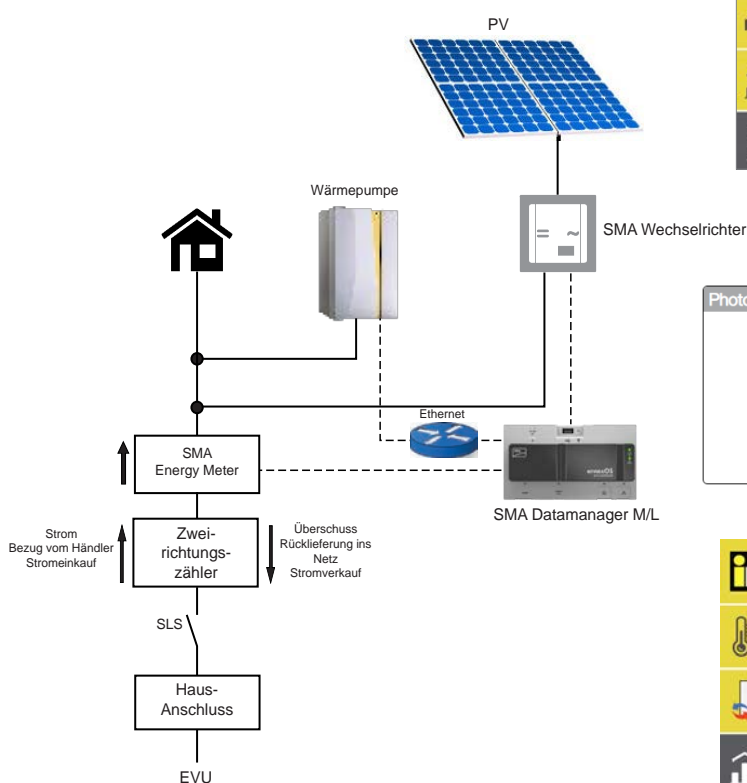 PV
Wärmepumpe
SMA Wechselrichter
Photo
Ethernet
SMA
Energy Meter
SMA Datamanager M/L
Strom
Bezug vom Händler
Stromeinkauf
Zwei-
richtungs-
zähler
Überschuss
Rücklieferung ins
Netz
Stromverkauf
SLS
Haus-
Anschluss
EVU